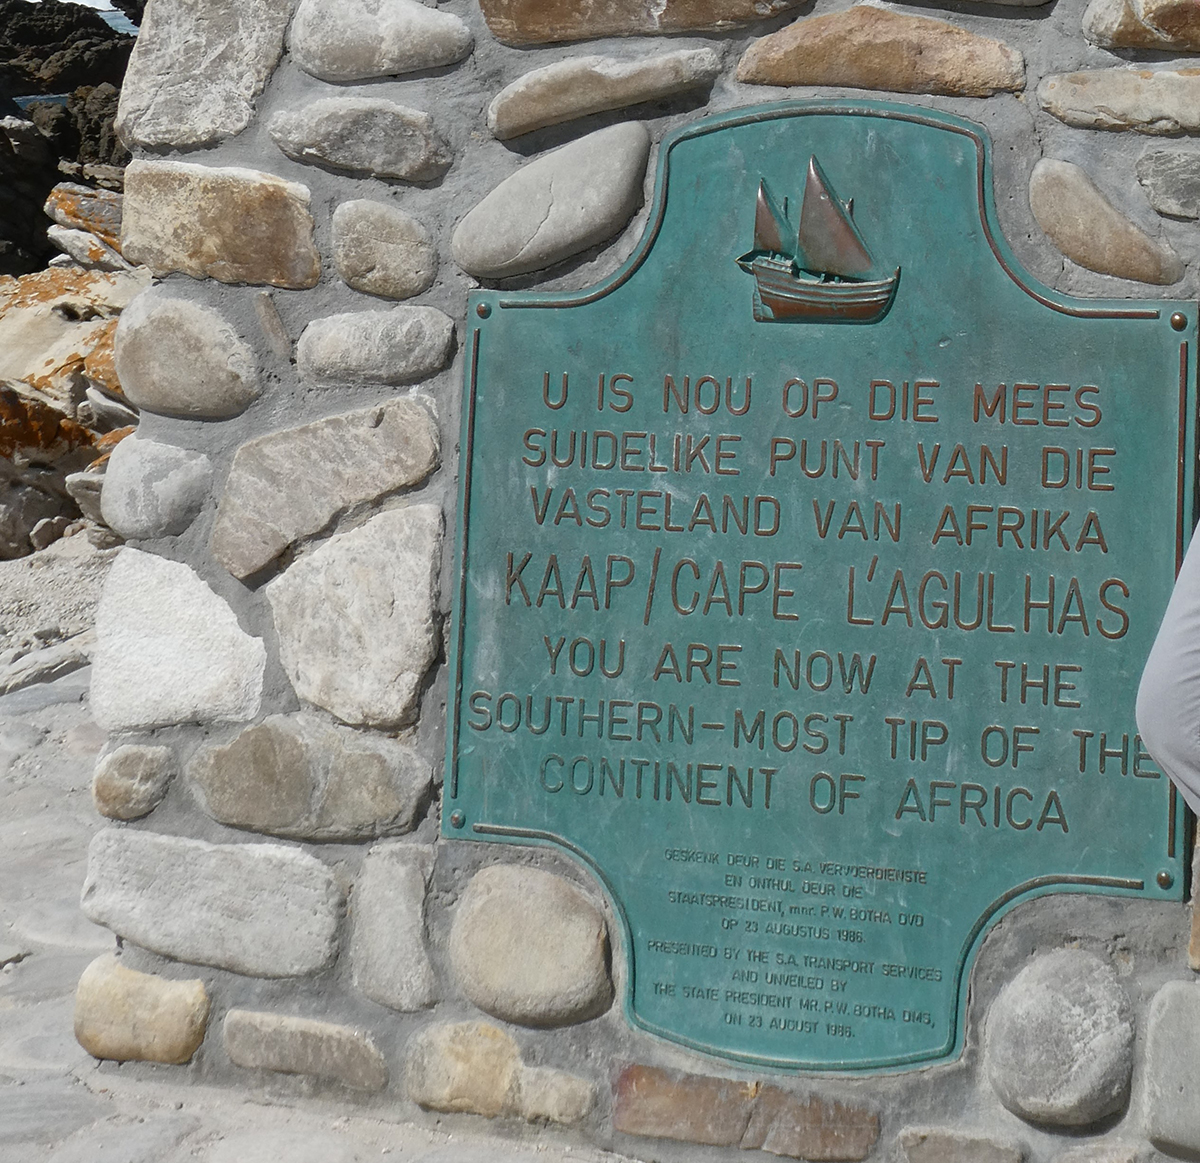 U IS NOU OP DIE MEES
SUIDELIKE PUNT VAN DIE
VASTELAND VAN AFRIKA
KAAP/CAPE L'AGULHAS
YOU ARE NOW AT THE
SOUTHERN-MOST TIP OF THE
CONTINENT OF AFRICA
GESKENK DEUR DIE S.A. VERVOERDIENSTE
EN ONTHUL DEUR DIE
STAATSPRESIDENT, mnr. P.W. BOTHA DVD
OP 23 AUGUSTUS 1986.
PRESENTED BY THE S.A. TRANSPORT SERVICES
AND UNVEILED BY
THE STATE PRESIDENT MR. P.W. BOTHA DMS,
ON 23 AUGUST 1986.